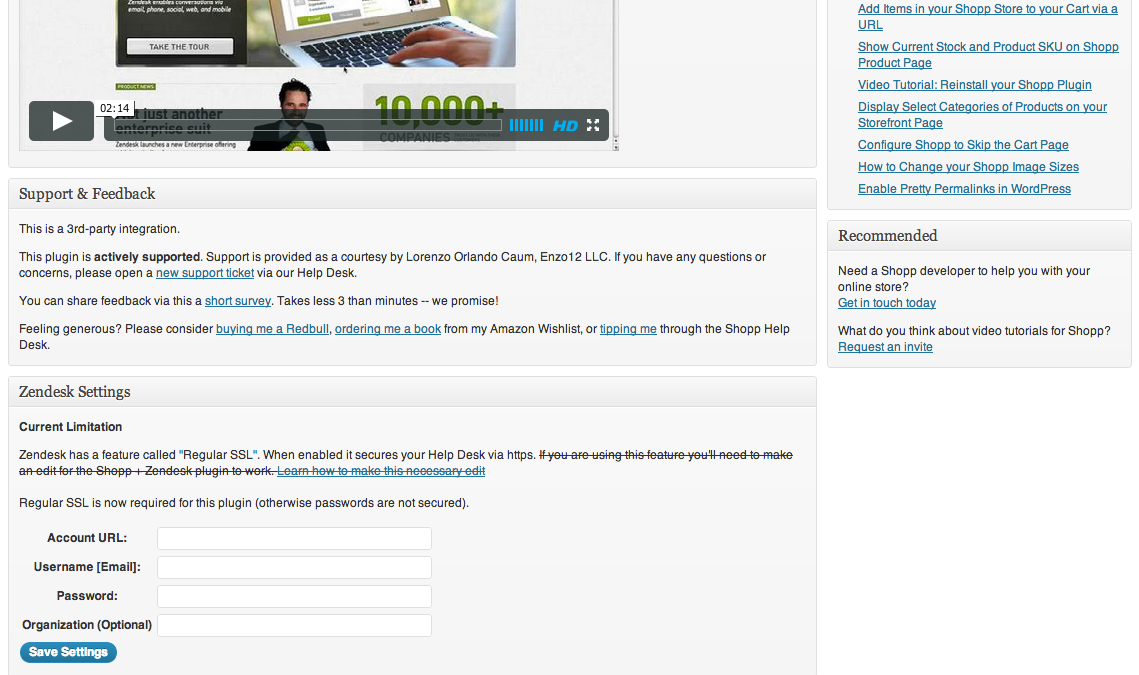 Zendesk enables conversations via
email, phone, social, web, and mobile
TAKE THE TOUR
PRODUCT NEWS
Not just another
enterprise suit
Zendesk launches a new Enterprise offering
10,000+
COMPANIES
02:14
HD
Support & Feedback
This is a 3rd-party integration.
This plugin is actively supported. Support is provided as a courtesy by Lorenzo Orlando Caum, Enzo12 LLC. If you have any questions or
concerns, please open a new support ticket via our Help Desk.
You can share feedback via this a short survey. Takes less 3 than minutes -- we promise!
Feeling generous? Please consider buying me a Redbull, ordering me a book from my Amazon Wishlist, or tipping me through the Shopp Help
Desk.
Zendesk Settings
Current Limitation
Zendesk has a feature called "Regular SSL". When enabled it secures your Help Desk via https. If you are using this feature you'll need to make
an edit for the Shopp + Zendesk plugin to work. Learn how to make this necessary edit
Regular SSL is now required for this plugin (otherwise passwords are not secured).
Account URL:
Username [Email]:
Password:
Organization (Optional)
Save Settings
Add Items in your Shopp Store to your Cart via a
URL
Show Current Stock and Product SKU on Shopp
Product Page
Video Tutorial: Reinstall your Shopp Plugin
Display Select Categories of Products on your
Storefront Page
Configure Shopp to Skip the Cart Page
How to Change your Shopp Image Sizes
Enable Pretty Permalinks in WordPress
Recommended
Need a Shopp developer to help you with your
online store?
Get in touch today
What do you think about video tutorials for Shopp?
Request an invite